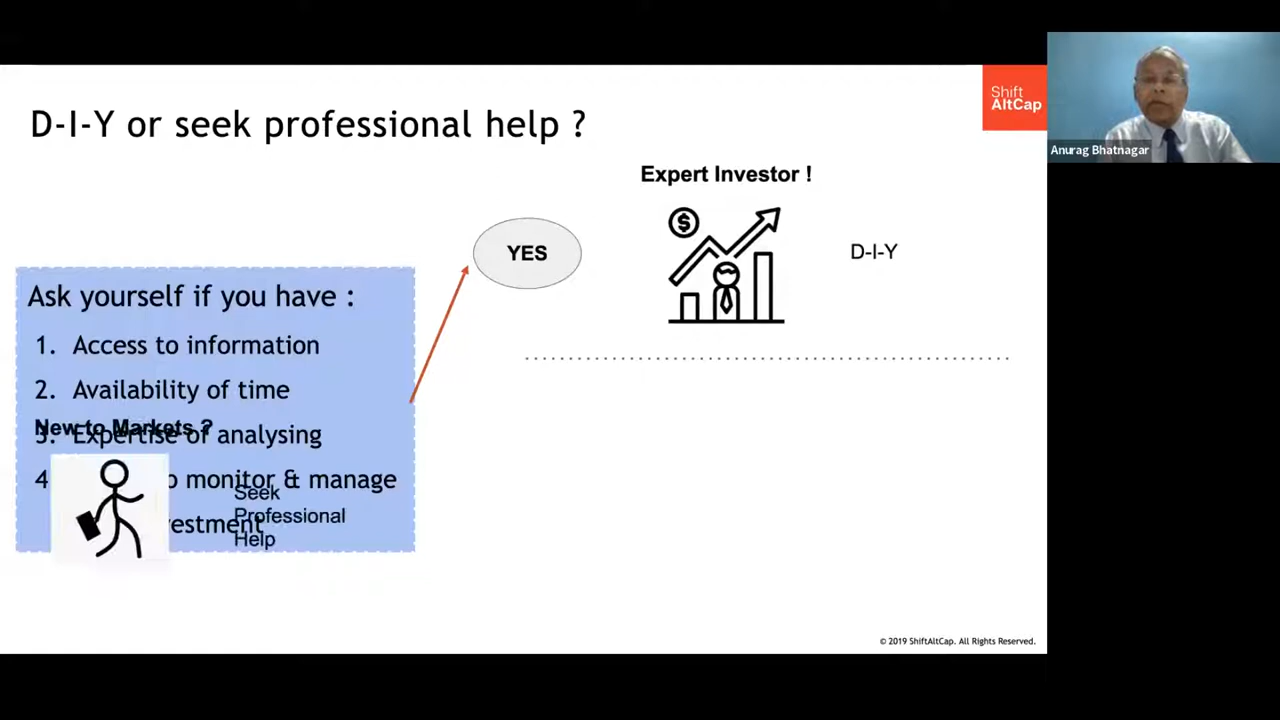 D-I-Y or seek professional help ?
Shift
AltCap
Anurag Bhatnagar
Expert Investor !
YES
D-I-Y
Ask yourself if you have :
1. Access to information
2. Availability of time
New to Markets ?
3. Expertise of analysing
4 o monitor & manage
vestment
Seek
Professional
Help
© 2019 ShiftAltCap. All Rights Reserved.